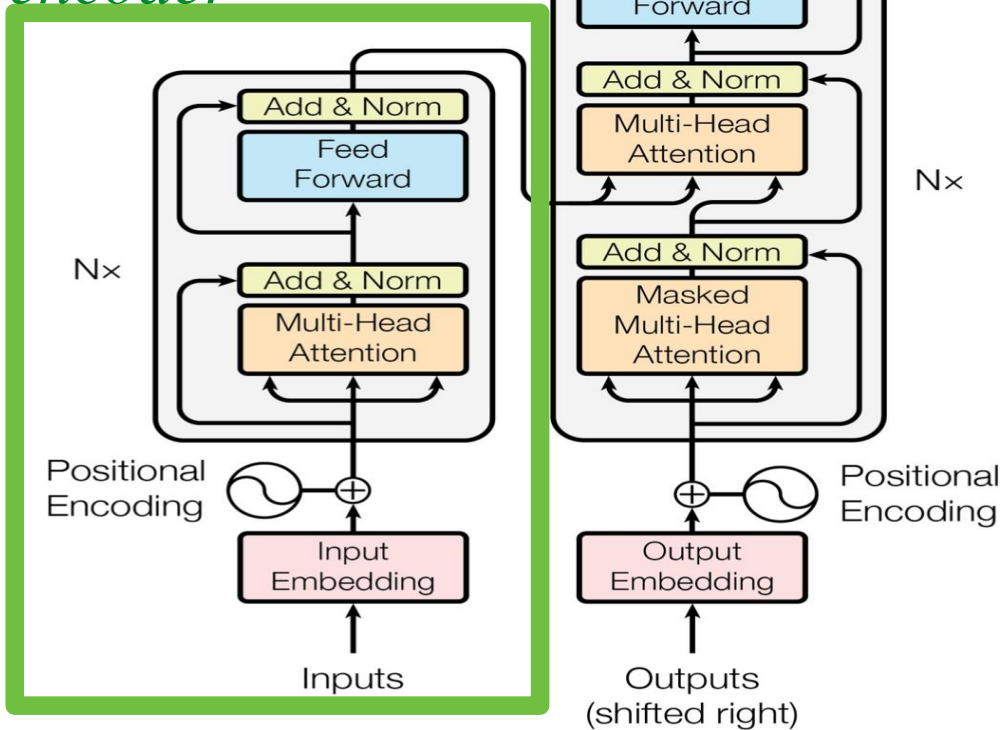 encoder
Add & Norm
Feed
Forward
Nx
Add & Norm
Multi-Head
Attention
Positional
Encoding
Input
Embedding
Inputs
Forward
Add & Norm
Multi-Head
Attention
Nx
Add & Norm
Masked
Multi-Head
Attention
Positional
Encoding
Output
Embedding
Outputs
(shifted right)